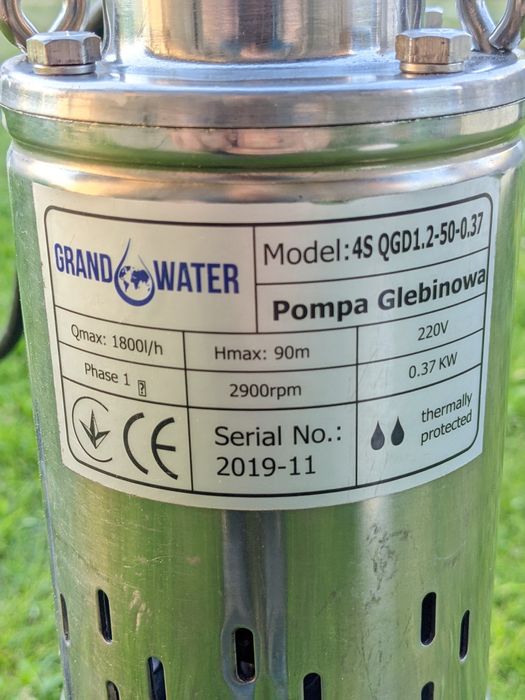 GRAND WATER
Model: 4S QGD1.2-50-0.37
Pompa Glebinowa
Qmax: 1800l/h
Hmax: 90m
220V
Phase 1
2900rpm
0.37 KW
CE
Serial No.:
2019-11
thermally
protected